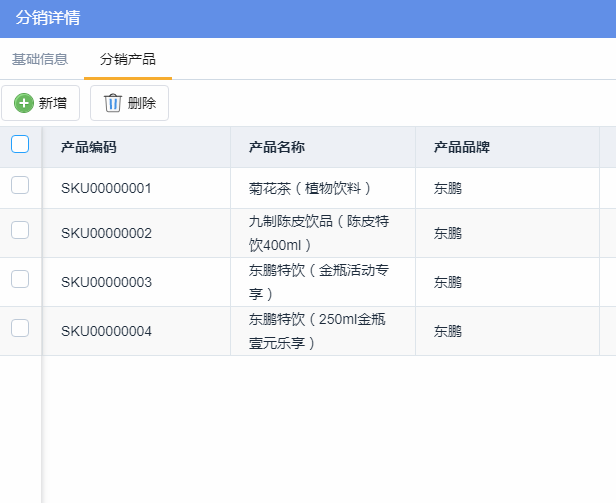 分销详情
基础信息 分销产品
新增 删除
产品编码 产品名称 产品品牌
SKU00000001 菊花茶（植物饮料） 东鹏
SKU00000002 九制陈皮饮品（陈皮特
饮400ml） 东鹏
SKU00000003 东鹏特饮（金瓶活动专
享） 东鹏
SKU00000004 东鹏特饮（250ml金瓶
壹元乐享） 东鹏